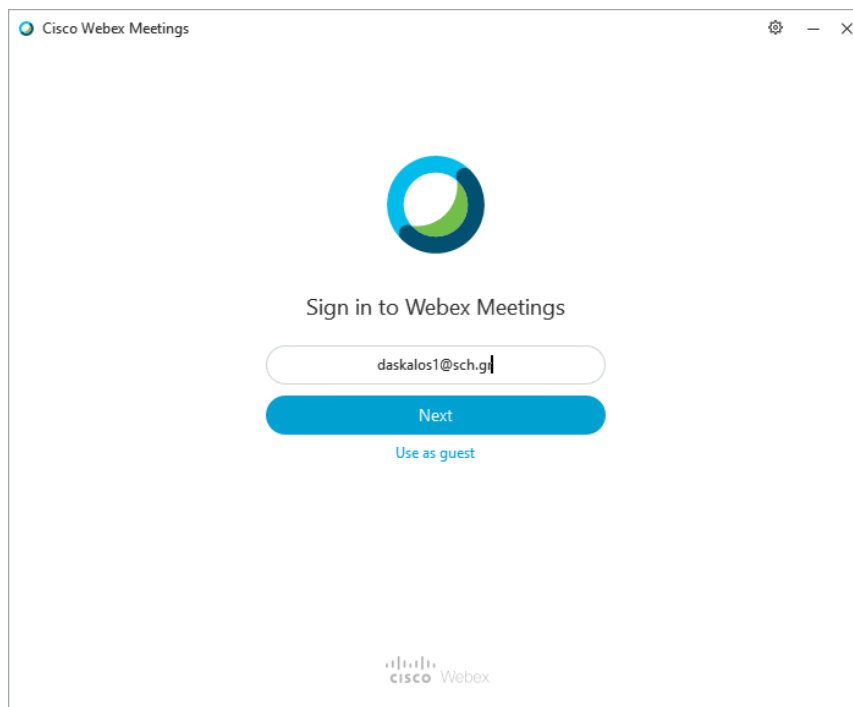 Cisco Webex Meetings
Sign in to Webex Meetings
daskalos1@sch.gr
Next
Use as guest
CISCO Webex